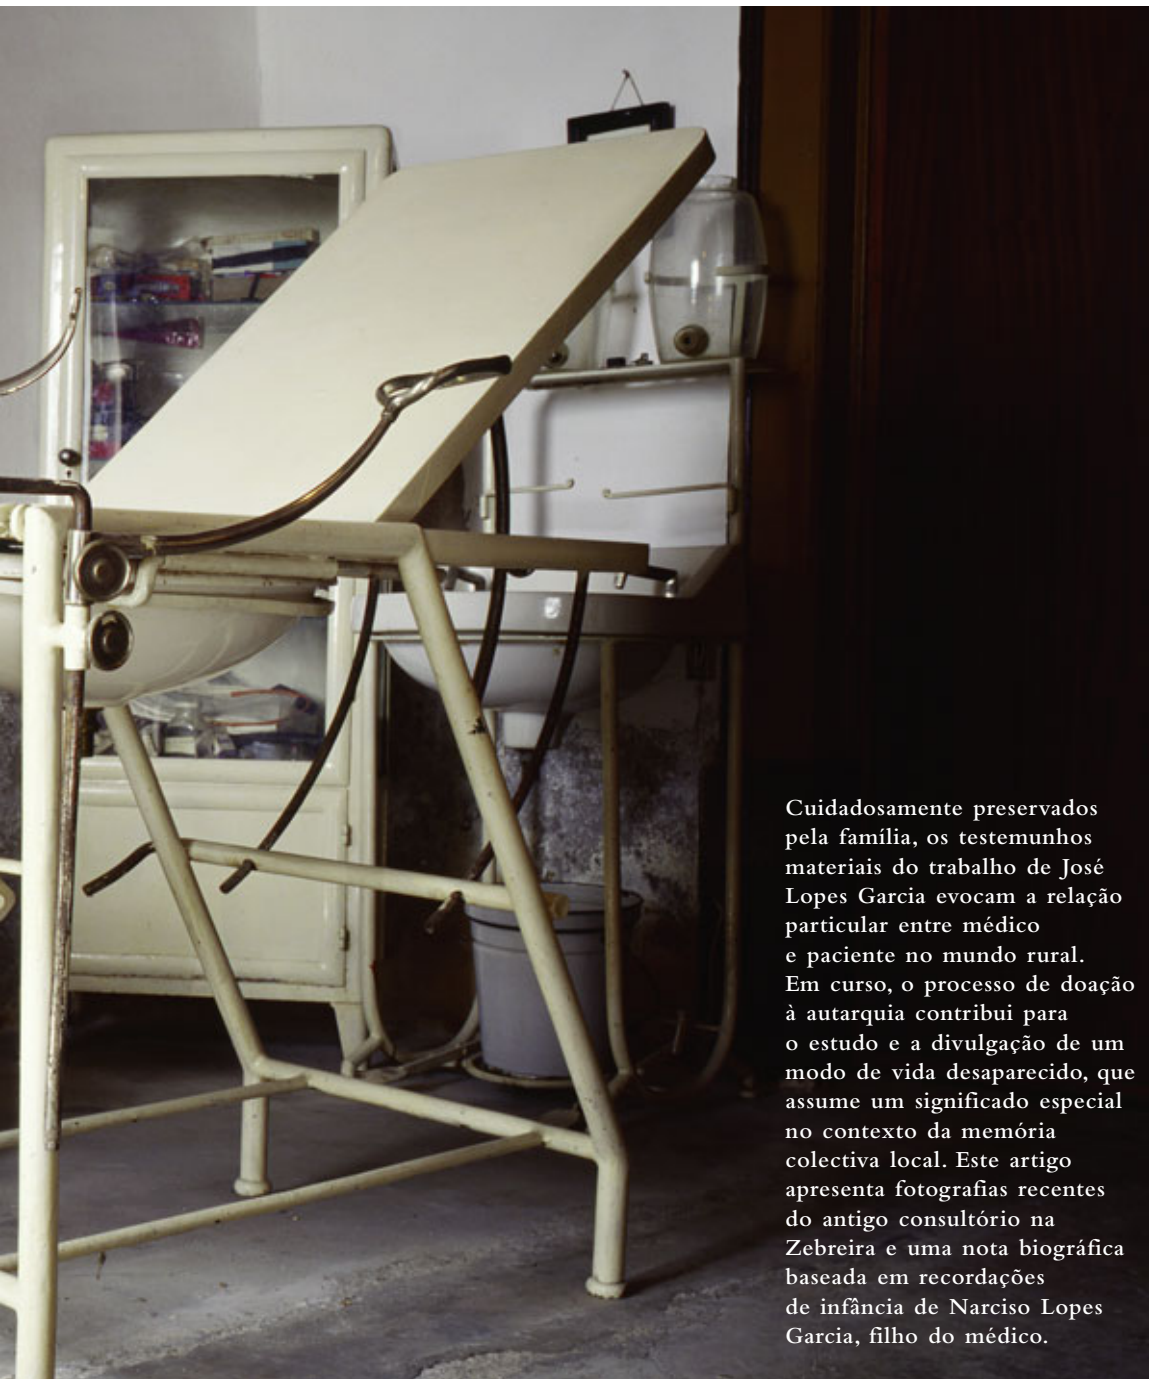 Cuidadosamente preservados
pela família, os testemunhos
materiais do trabalho de José
Lopes Garcia evocam a relação
particular entre médico
e paciente no mundo rural.
Em curso, o processo de doação
à autarquia contribui para
o estudo e a divulgação de um
modo de vida desaparecido, que
assume um significado especial
no contexto da memória
colectiva local. Este artigo
apresenta fotografias recentes
do antigo consultório na
Zebreira e uma nota biográfica
baseada em recordações
de infância de Narciso Lopes
Garcia, filho do médico.